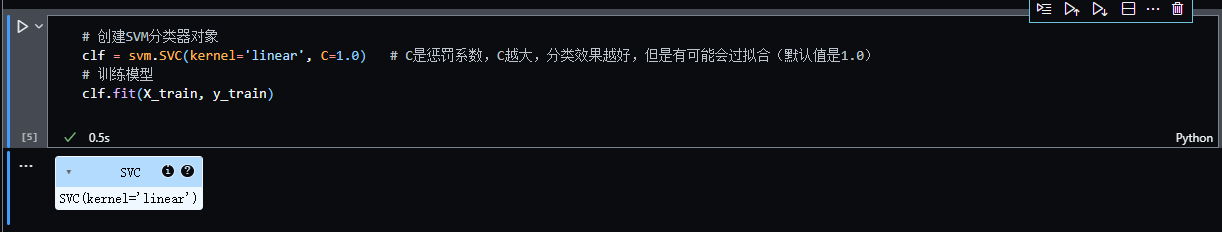 # 创建SVM分类器对象
clf = svm.SVC(kernel='linear', C=1.0)   # C是惩罚系数，C越大，分类效果越好，但是有可能会过拟合（默认值是1.0）
# 训练模型
clf.fit(X_train, y_train)
[5] 0.5s Python
SVC i ?
SVC(kernel='linear')